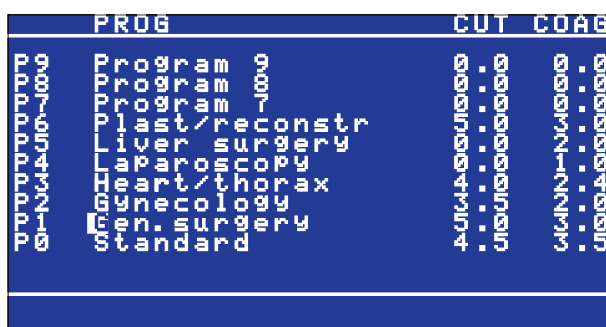 PROG CUT COAG
P9 Program 9 0.0 0.0
P8 Program 8 0.0 0.0
P7 Program 7 0.0 0.0
P6 Plast/reconstr 5.0 3.0
P5 Liver surgery 0.0 2.0
P4 Laparoscopy 0.0 1.0
P3 Heart/thorax 4.0 2.4
P2 Gynecology 3.5 2.0
P1 Gen.surgery 5.0 3.0
P0 Standard 4.5 3.5